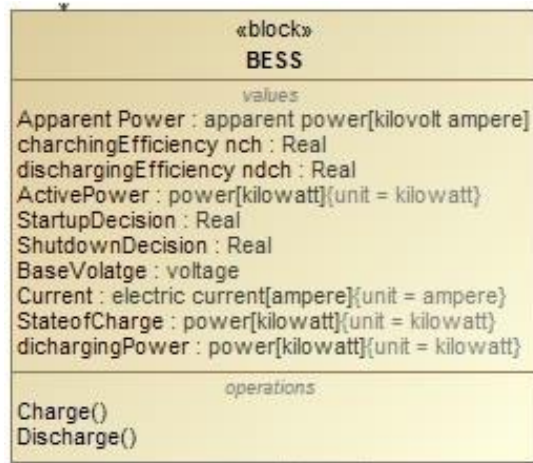 «block»
BESS
values
Apparent Power : apparent power[kilovolt ampere]
charchingEfficiency nch : Real
dischargingEfficiency ndch : Real
ActivePower : power[kilowatt]{unit = kilowatt}
StartupDecision : Real
ShutdownDecision : Real
BaseVolatge : voltage
Current : electric current[ampere]{unit = ampere}
StateofCharge : power[kilowatt]{unit = kilowatt}
dichargingPower : power[kilowatt]{unit = kilowatt}
operations
Charge()
Discharge()